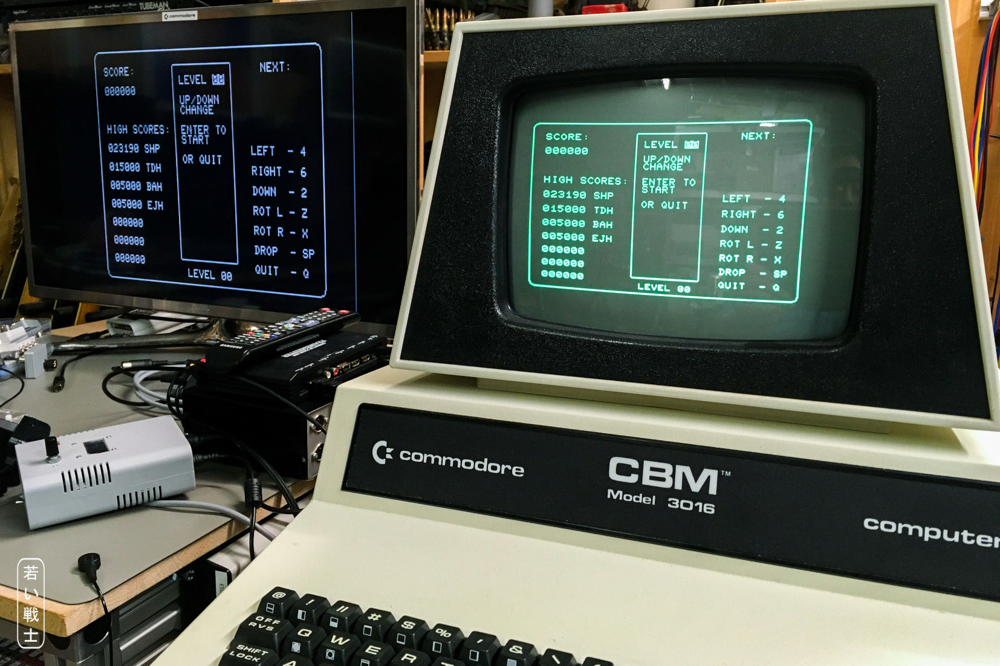 TUBEMAN
commodore
SCORE:
000000
HIGH SCORES:
023190 SHP
015000 TDH
005000 BAH
005000 EJH
000000
000000
000000
LEVEL 00
UP/DOWN
CHANGE
ENTER TO
START
OR QUIT
LEVEL 00
NEXT:
LEFT - 4
RIGHT - 6
DOWN - 2
ROT L - Z
ROT R - X
DROP - SP
QUIT - Q
SCORE:
000000
HIGH SCORES:
023190 SHP
015000 TDH
005000 BAH
005000 EJH
000000
000000
000000
LEVEL 00
UP/DOWN
CHANGE
ENTER TO
START
OR QUIT
LEVEL 00
NEXT:
LEFT - 4
RIGHT - 6
DOWN - 2
ROT L - Z
ROT R - X
DROP - SP
QUIT - Q
SAMSUNG
commodore
CBM™
Model 3016
computer
@ ! " # $ % ' & \
OFF
RVS
Q W E R
SHIFT
LOCK
若い戦士